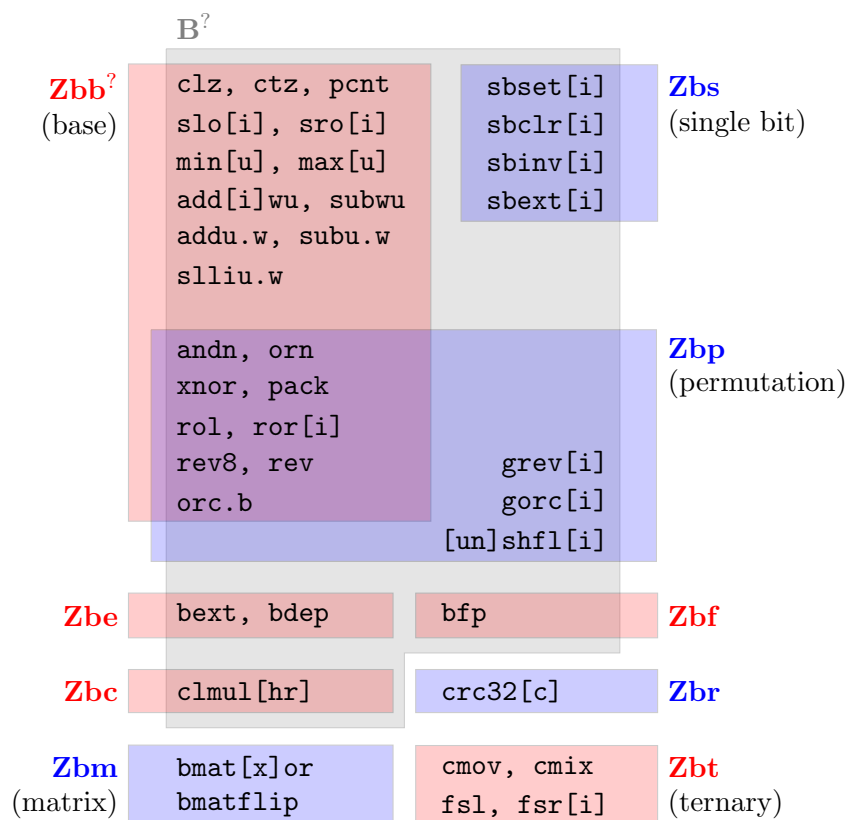 B?
Zbb? clz, ctz, pcnt sbset[i] Zbs
(base) slo[i], sro[i] sbclr[i] (single bit)
min[u], max[u] sbinv[i]
add[i]wu, subwu sbext[i]
addu.w, subu.w
slliu.w
andn, orn Zbp
xnor, pack (permutation)
rol, ror[i]
rev8, rev grev[i]
orc.b gorc[i]
[un]shfl[i]
Zbe bext, bdep bfp Zbf
Zbc clmul[hr] crc32[c] Zbr
Zbm bmat[x]or cmov, cmix Zbt
(matrix) bmatflip fsl, fsr[i] (ternary)